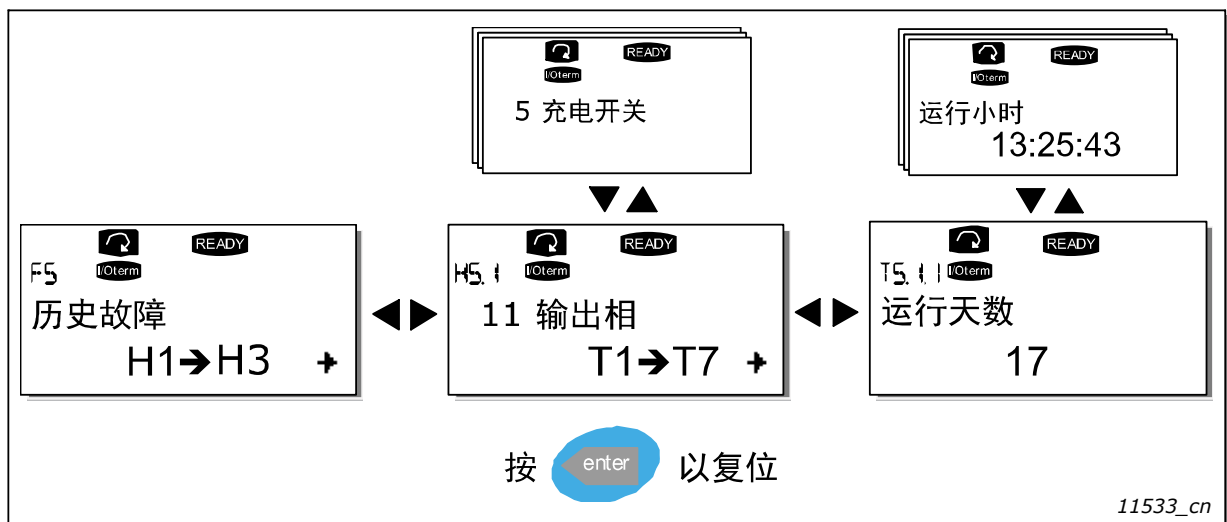 READY
I/Oterm
5 充电开关
READY
I/Oterm
运行小时
13:25:43
READY
F5 I/Oterm
历史故障
H1➔H3
READY
H5.1 I/Oterm
11 输出相
T1➔T7
READY
T5.1.1 I/Oterm
运行天数
17
按 enter 以复位
11533_cn